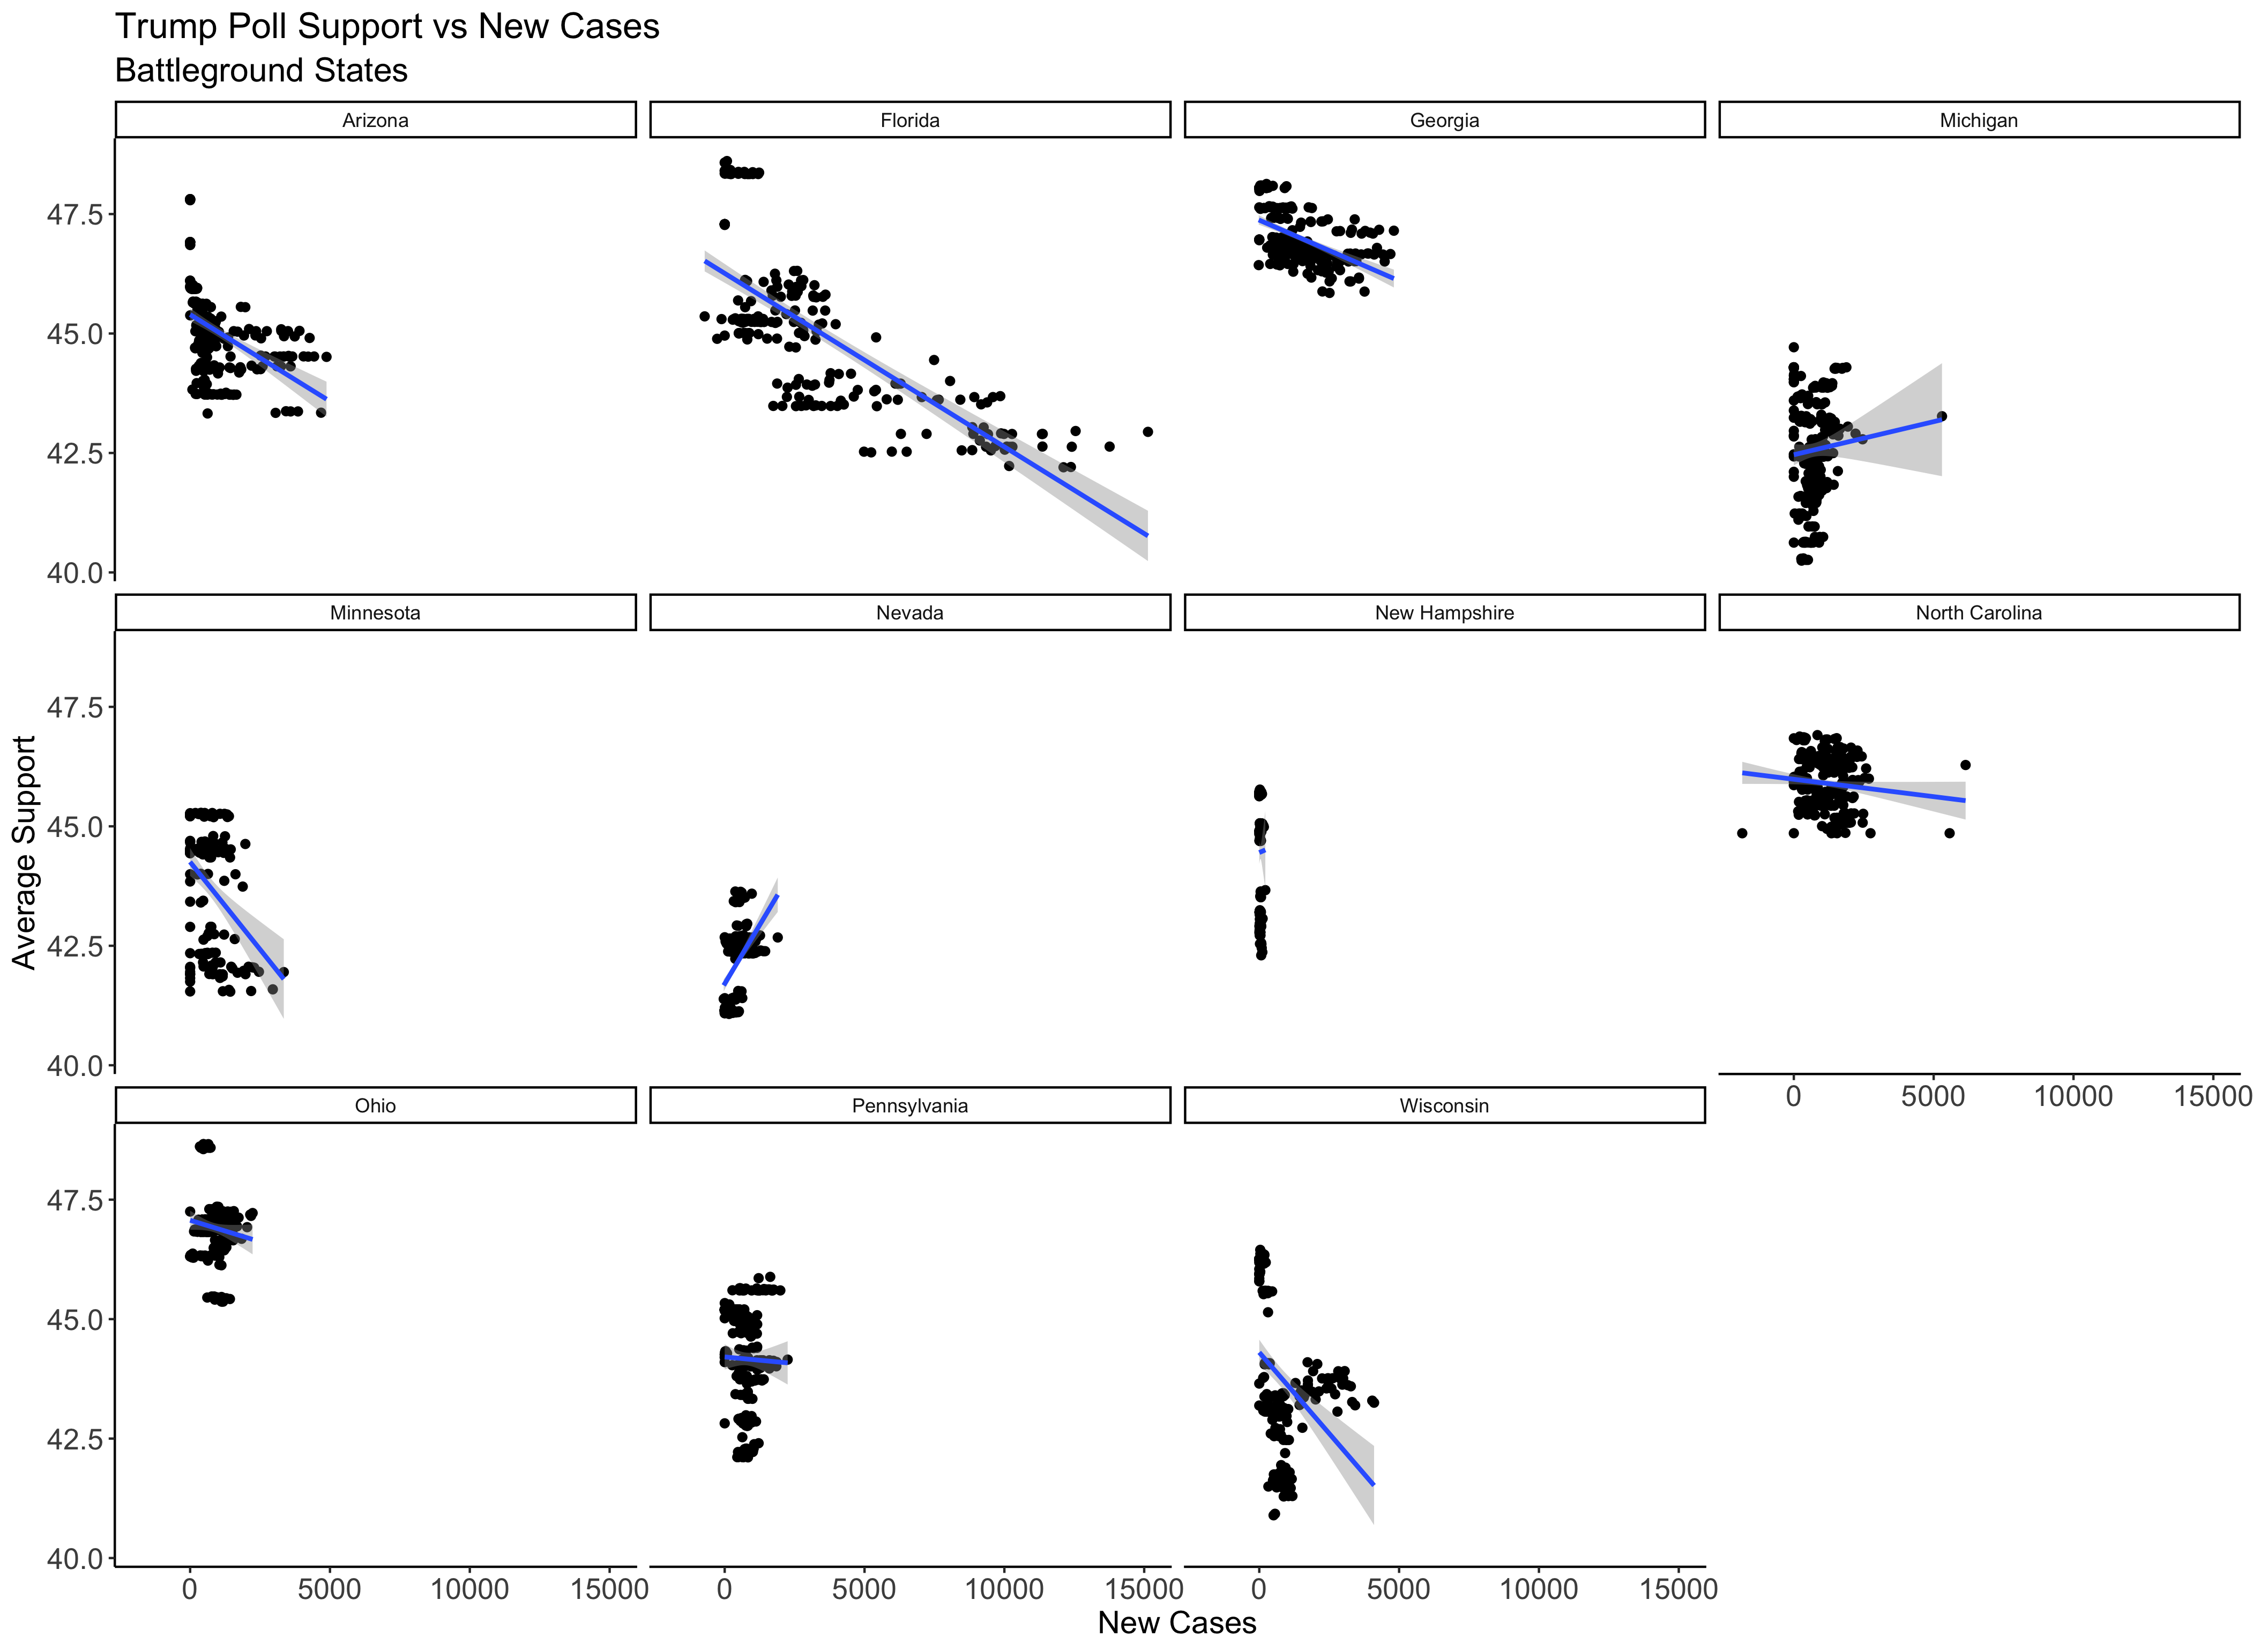 Trump Poll Support vs New Cases
Battleground States
Arizona Florida Georgia Michigan
47.5
45.0
42.5
40.0
Minnesota Nevada New Hampshire North Carolina
47.5
45.0
42.5
40.0
Average Support
0 5000 10000 15000
Ohio Pennsylvania Wisconsin
47.5
45.0
42.5
40.0
0 5000 10000 15000 0 5000 10000 15000 0 5000 10000 15000
New Cases